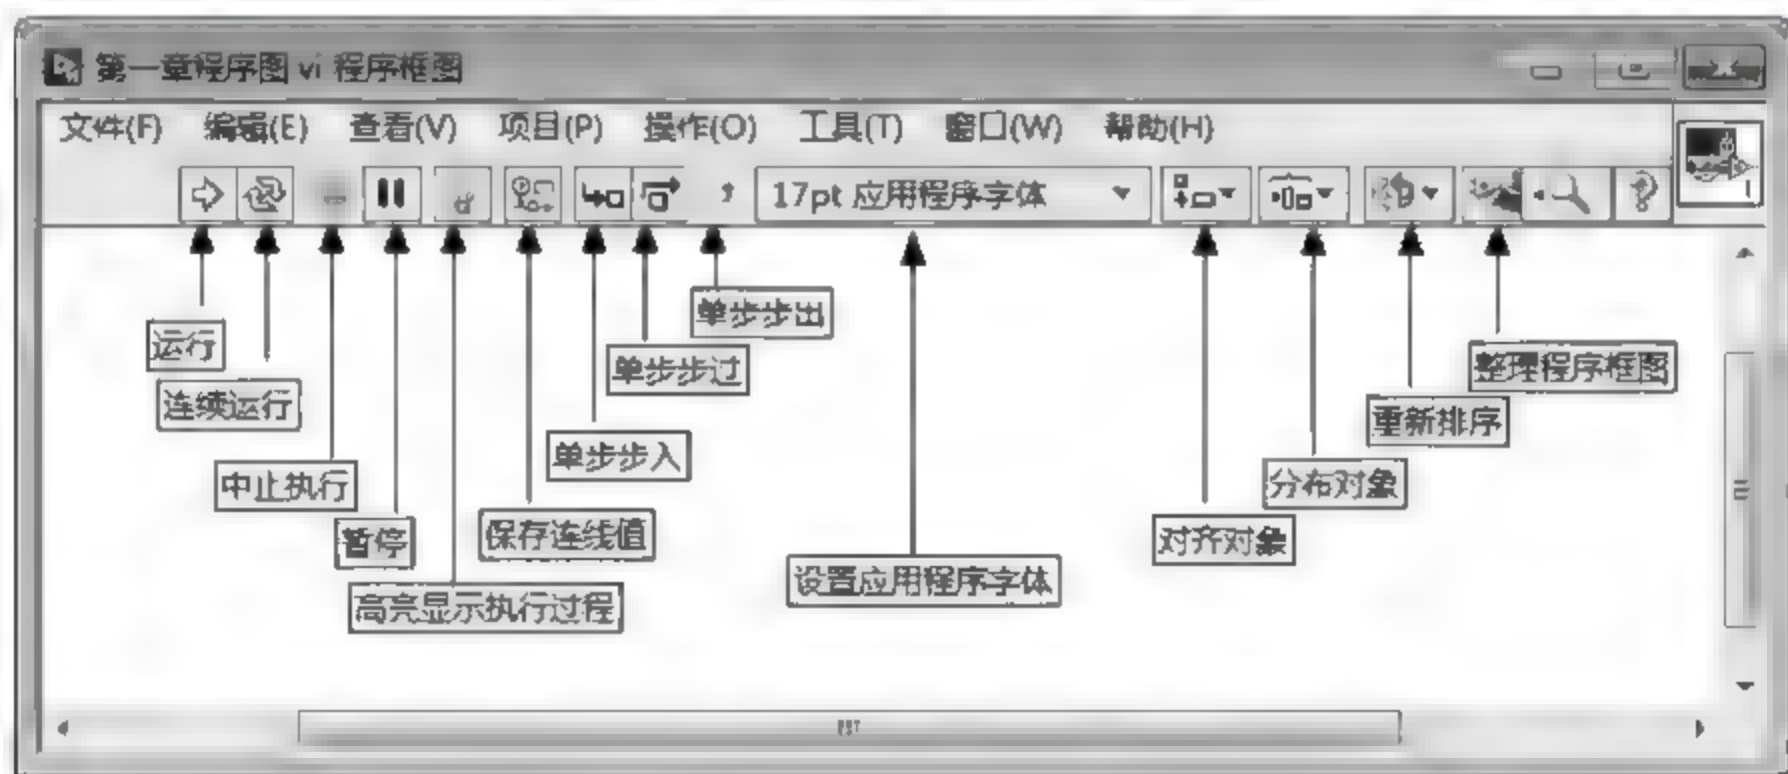 第一章程序图 vi 程序框图
文件(F) 编辑(E) 查看(V) 项目(P) 操作(O) 工具(T) 窗口(W) 帮助(H)
17pt 应用程序字体
单步步出
运行
单步步过
整理程序框图
连续运行
重新排序
单步步入
中止执行
分布对象
暂停
保存连线值
对齐对象
设置应用程序字体
高亮显示执行过程